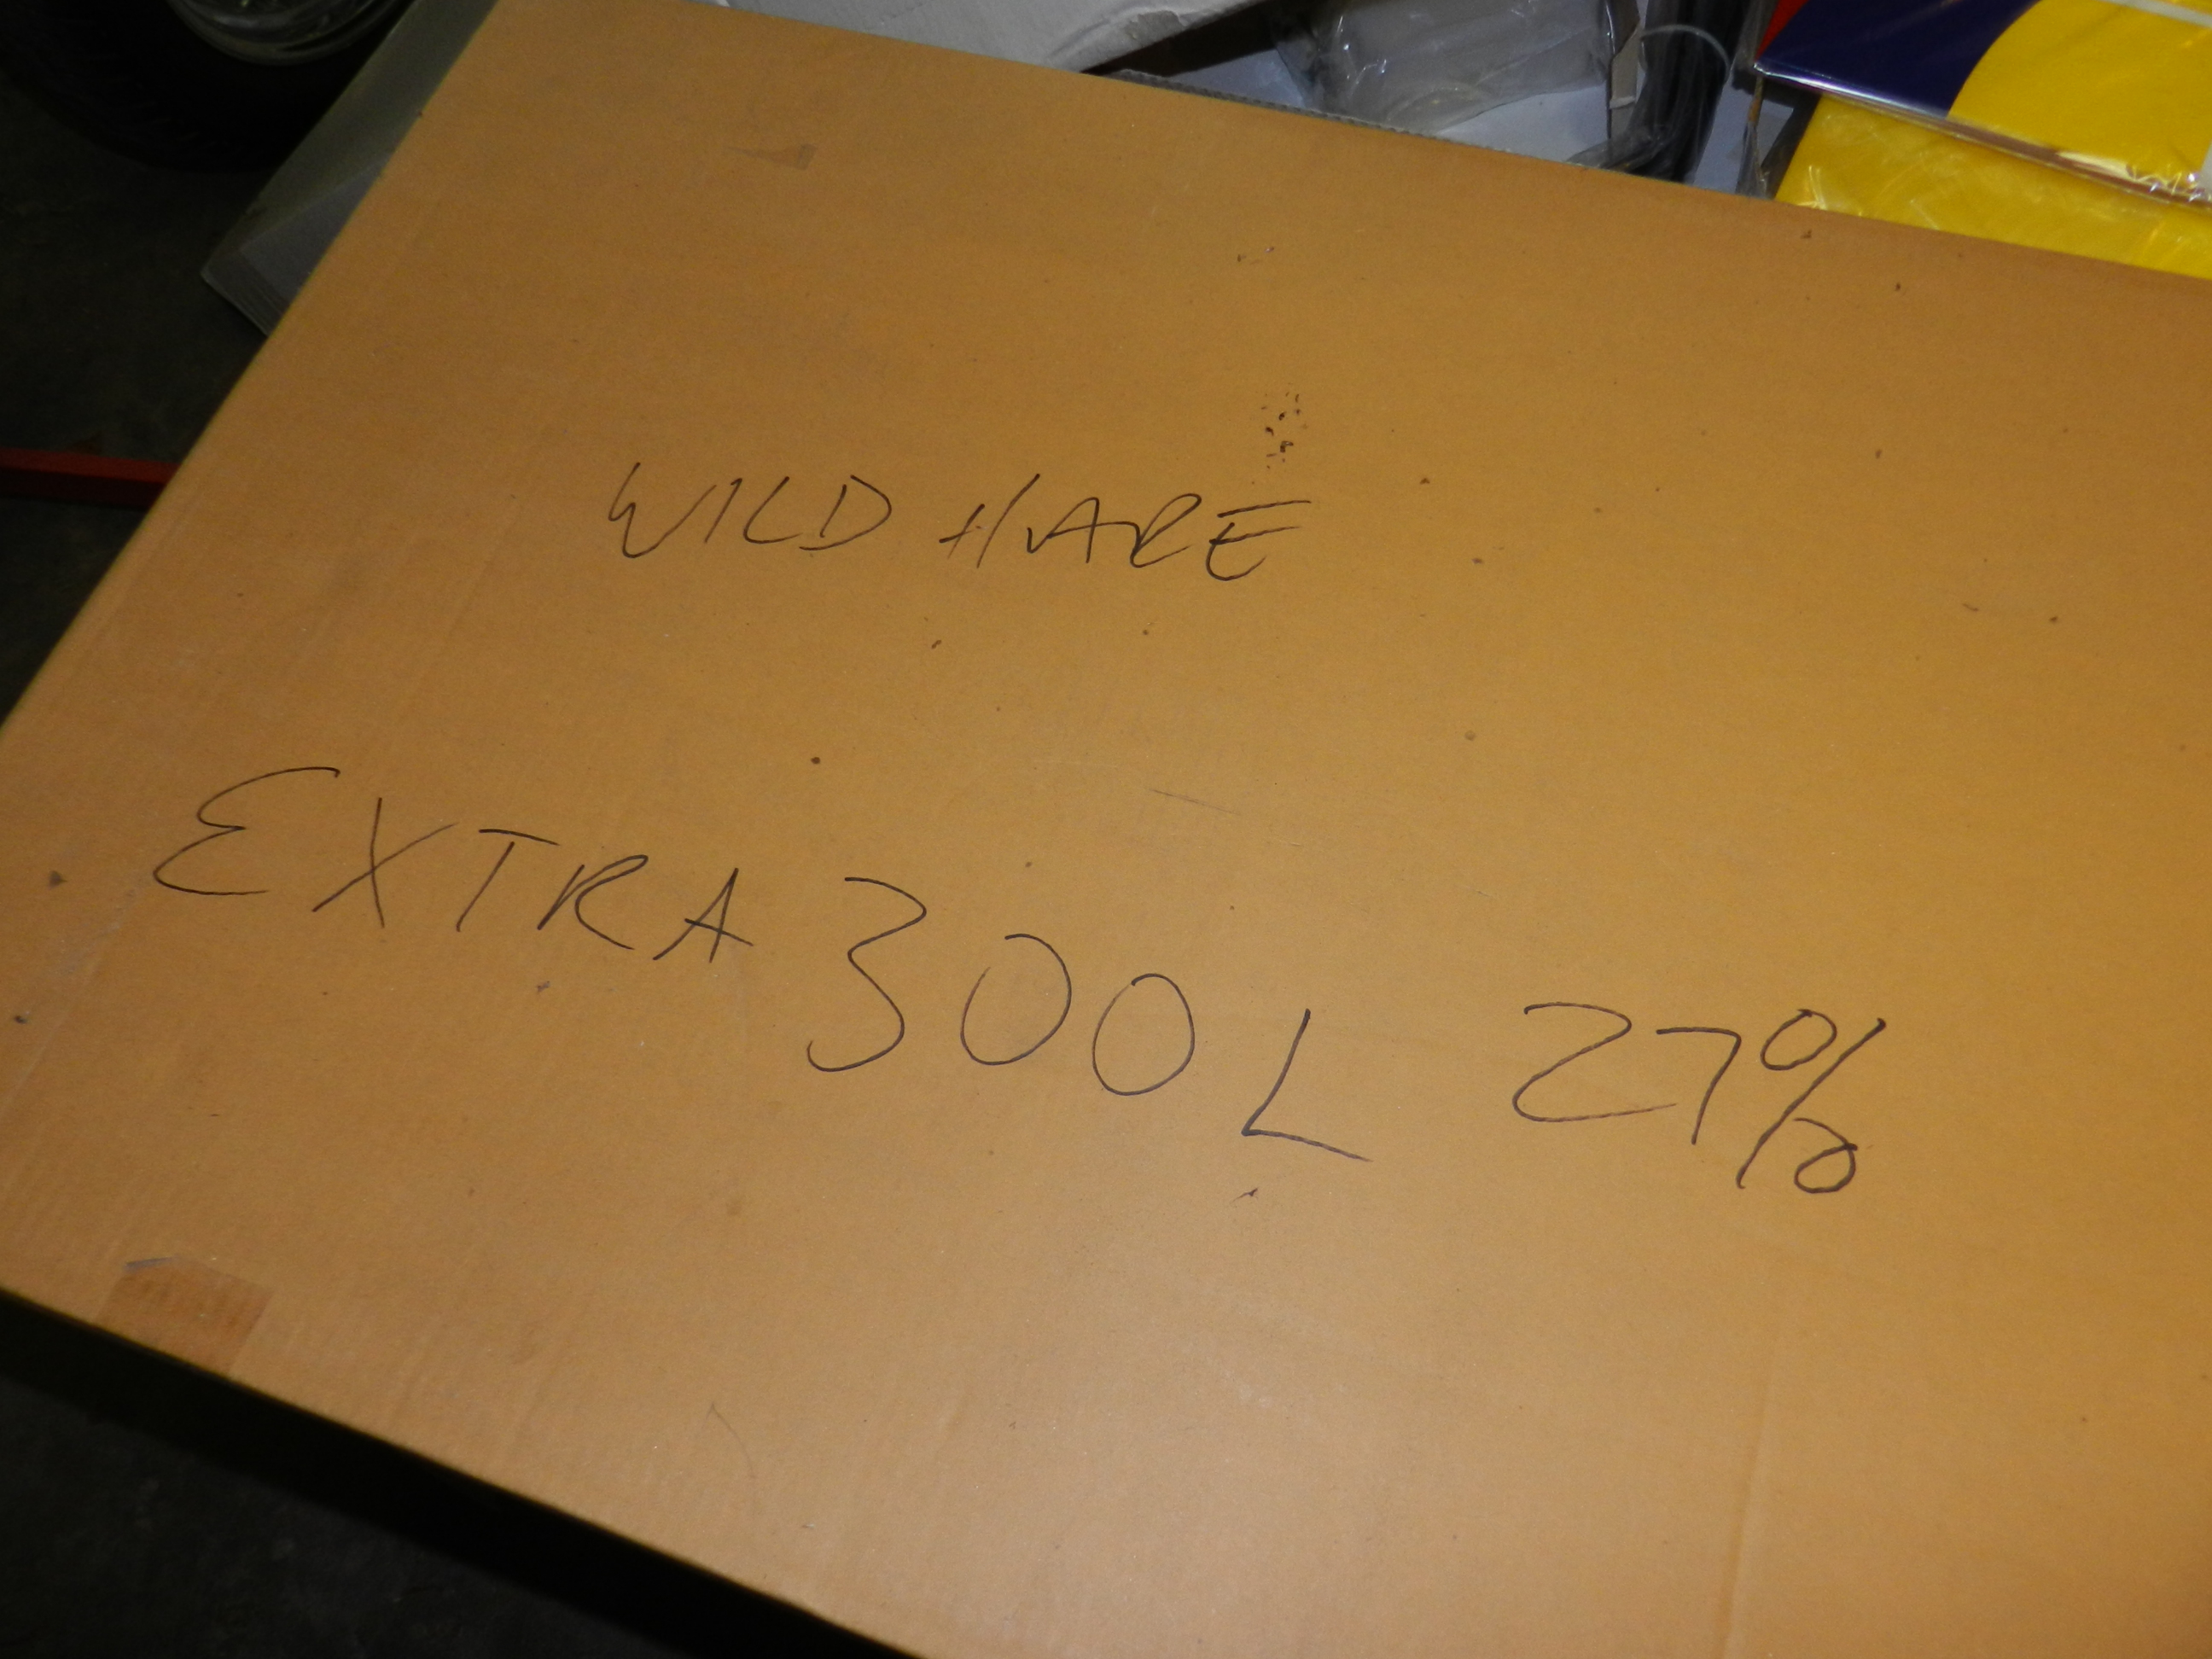 WILD HARE
EXTRA 300L 27%